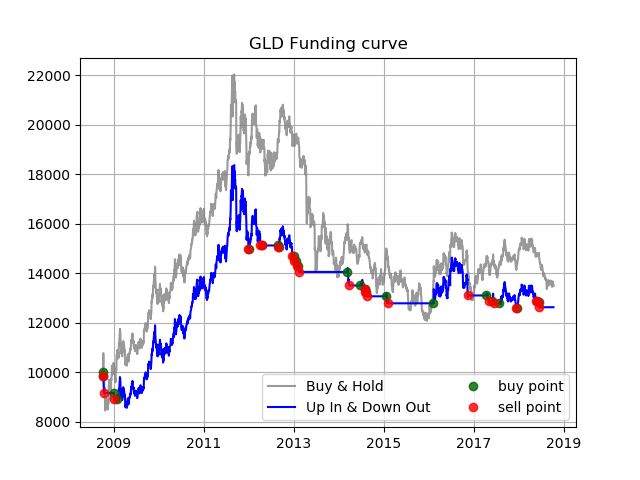 GLD Funding curve
22000
20000
18000
16000
14000
12000
10000
8000
2009 2011 2013 2015 2017 2019
Buy & Hold buy point
Up In & Down Out sell point